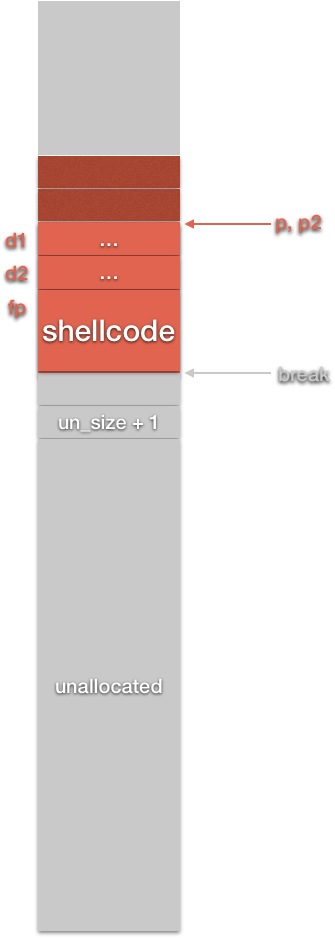 p, p2
d1
...
d2
...
fp
shellcode
break
un_size + 1
unallocated